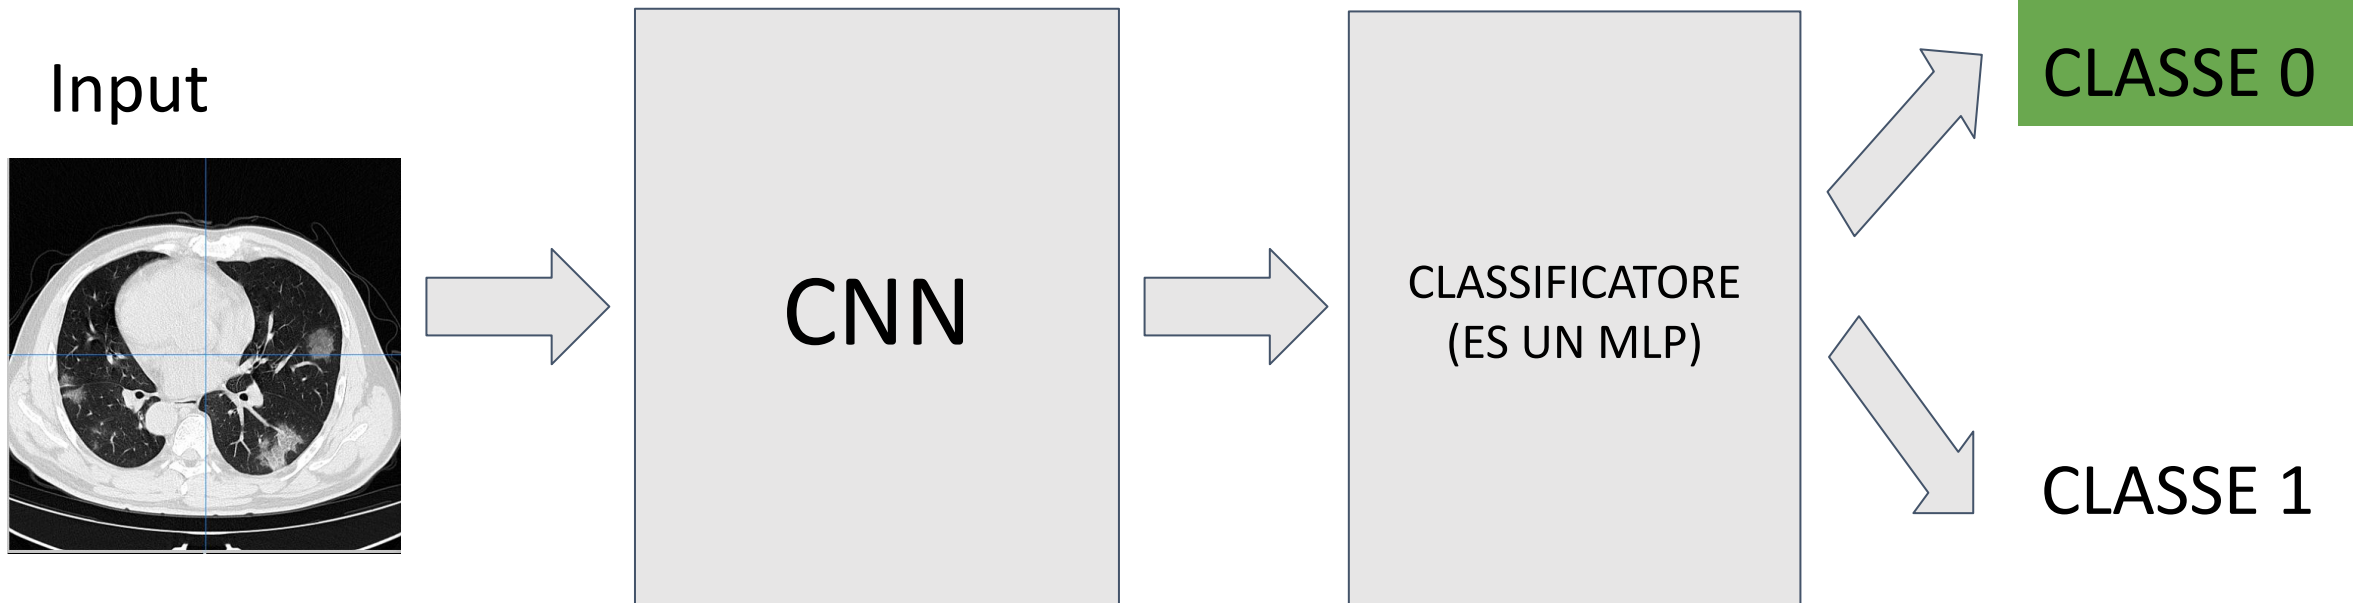 Input
CNN
CLASSIFICATORE
(ES UN MLP)
CLASSE 0
CLASSE 1